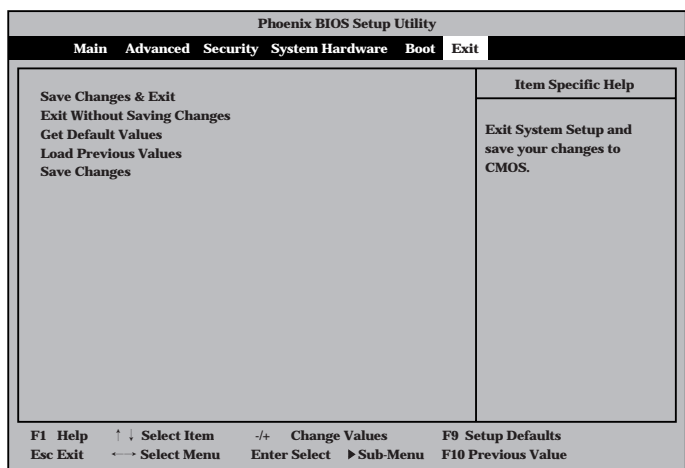 Phoenix BIOS Setup Utility
Main Advanced Security System Hardware Boot Exit
Save Changes & Exit
Exit Without Saving Changes
Get Default Values
Load Previous Values
Save Changes
Item Specific Help
Exit System Setup and
save your changes to
CMOS.
F1 Help ↑↓ Select Item -/+ Change Values F9 Setup Defaults
Esc Exit ←→ Select Menu Enter Select ▶Sub-Menu F10 Previous Value